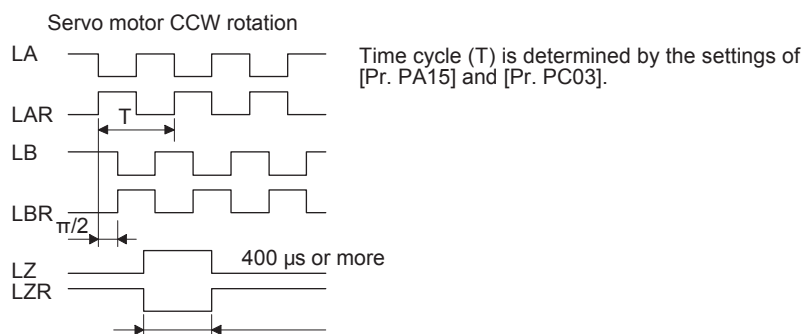 Servo motor CCW rotation
LA
Time cycle (T) is determined by the settings of
[Pr. PA15] and [Pr. PC03].
LAR
T
LB
LBR
π/2
400 μs or more
LZ
LZR